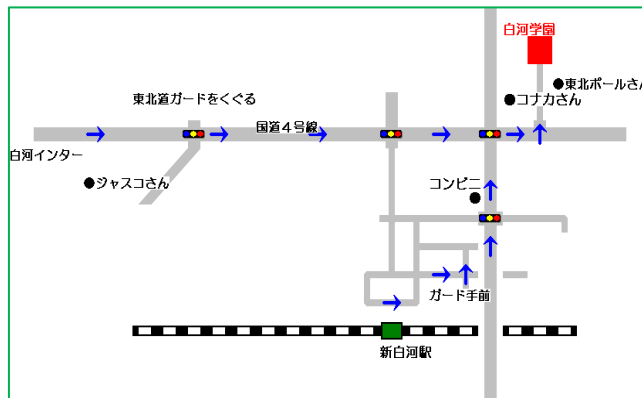 白河学園
●東北ポールさん
●コナカさん
東北道ガードをくぐる
国道４号線
白河インター
●ジャスコさん
コンビニ
ガード手前
新白河駅